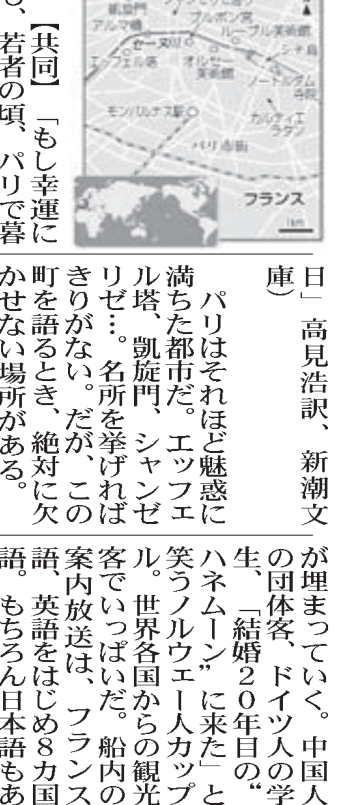 凱旋門
ブルボン宮
アルマ橋
ルーブル美術館
セーヌ川
シテ島
エッフェル塔
オルセー
美術館
ノートルダム
寺院
モンパルナス駅
カルティエ
ラタン
パリ市街
フランス
1km
【共同】 「もし幸運に
も、若者の頃、パリで暮
日」高見浩訳、新潮文
庫)
パリはそれほど魅惑に
満ちた都市だ。エッフェ
ル塔、凱旋門、シャンゼ
リゼ…。名所を挙げれば
きりがない。だが、この
町を語るとき、絶対に欠
かせない場所がある。
が埋まっていく。中国人
の団体客、ドイツ人の学
生、「結婚20年目の“
ハネムーン”に来た」と
笑うノルウェー人カップ
ル。世界各国からの観光
客でいっぱいだ。船内の
案内放送は、フランス
語、英語をはじめ8カ国
語。もちろん日本語もあ